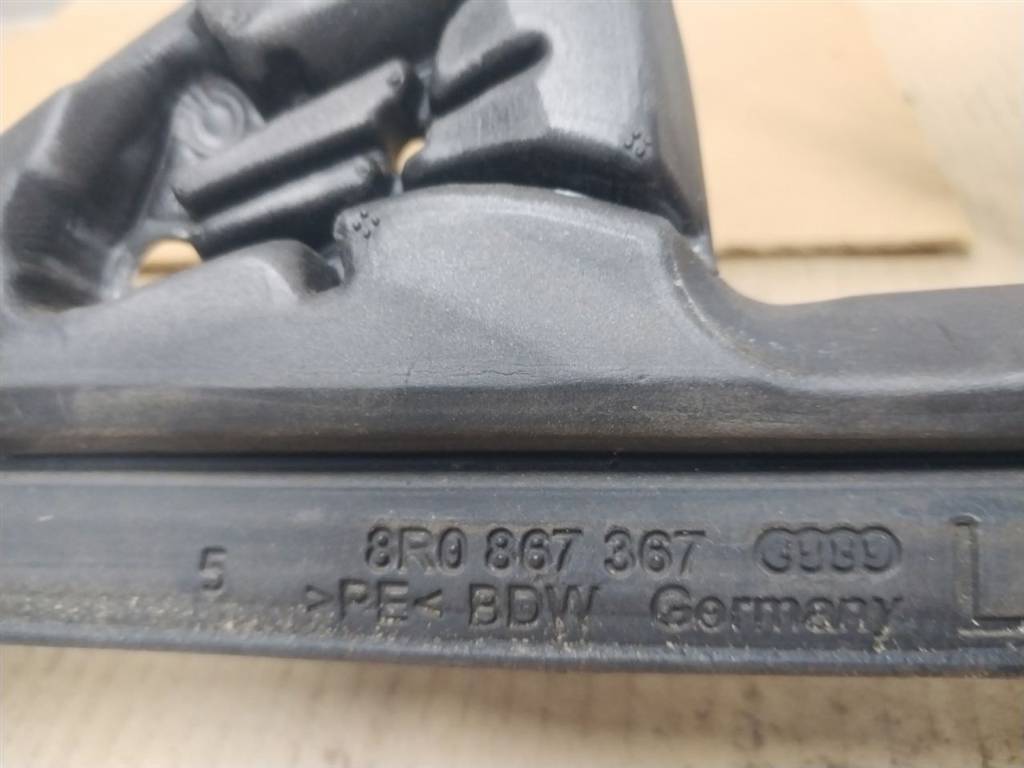 8R0 867 367
5
>PE< BDW Germany
L